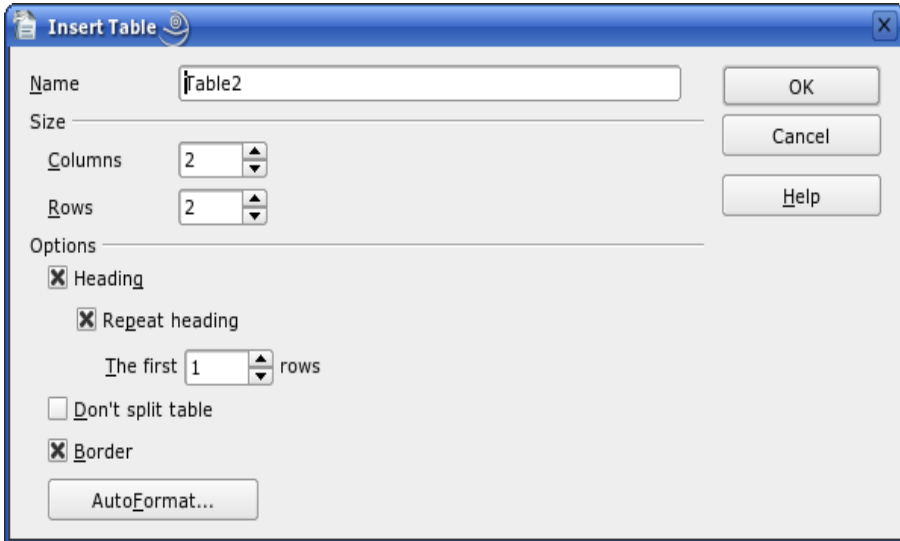 Insert Table
Name Table2 OK
Size
Cancel
Columns 2
Rows 2 Help
Options
Heading
Repeat heading
The first 1 rows
Don't split table
Border
AutoFormat...